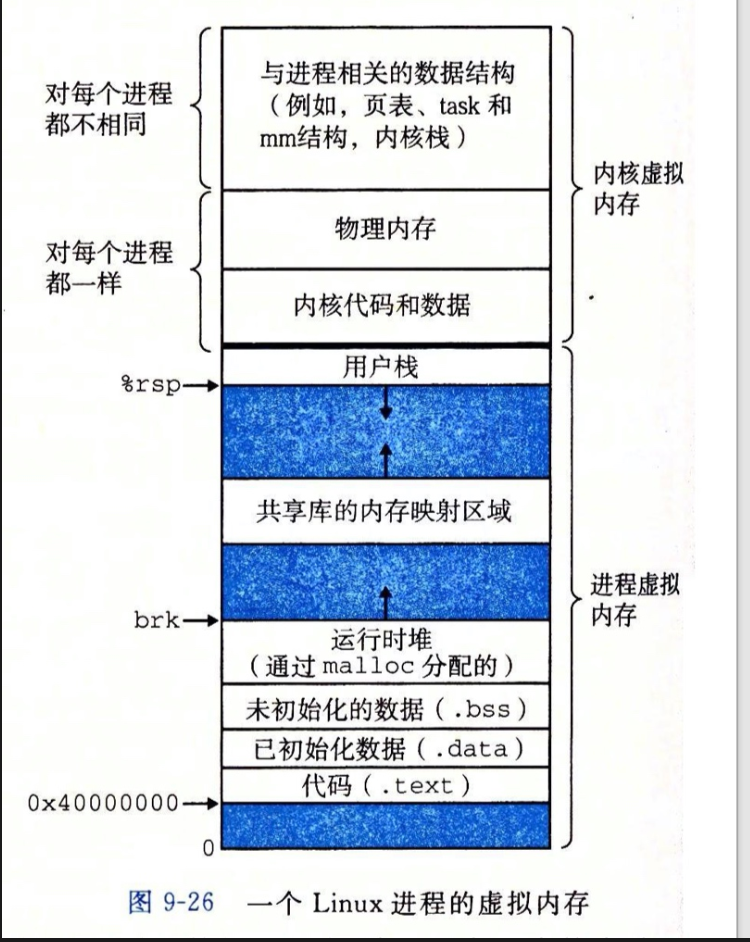 对每个进程
都不相同
与进程相关的数据结构
（例如，页表、task 和
mm结构，内核栈）
内核虚拟
内存
对每个进程
都一样
物理内存
内核代码和数据
用户栈
%rsp
共享库的内存映射区域
进程虚拟
内存
brk
运行时堆
（通过 malloc 分配的）
未初始化的数据（.bss）
已初始化数据（.data）
代码（.text）
0x40000000
0
图 9-26 一个 Linux 进程的虚拟内存